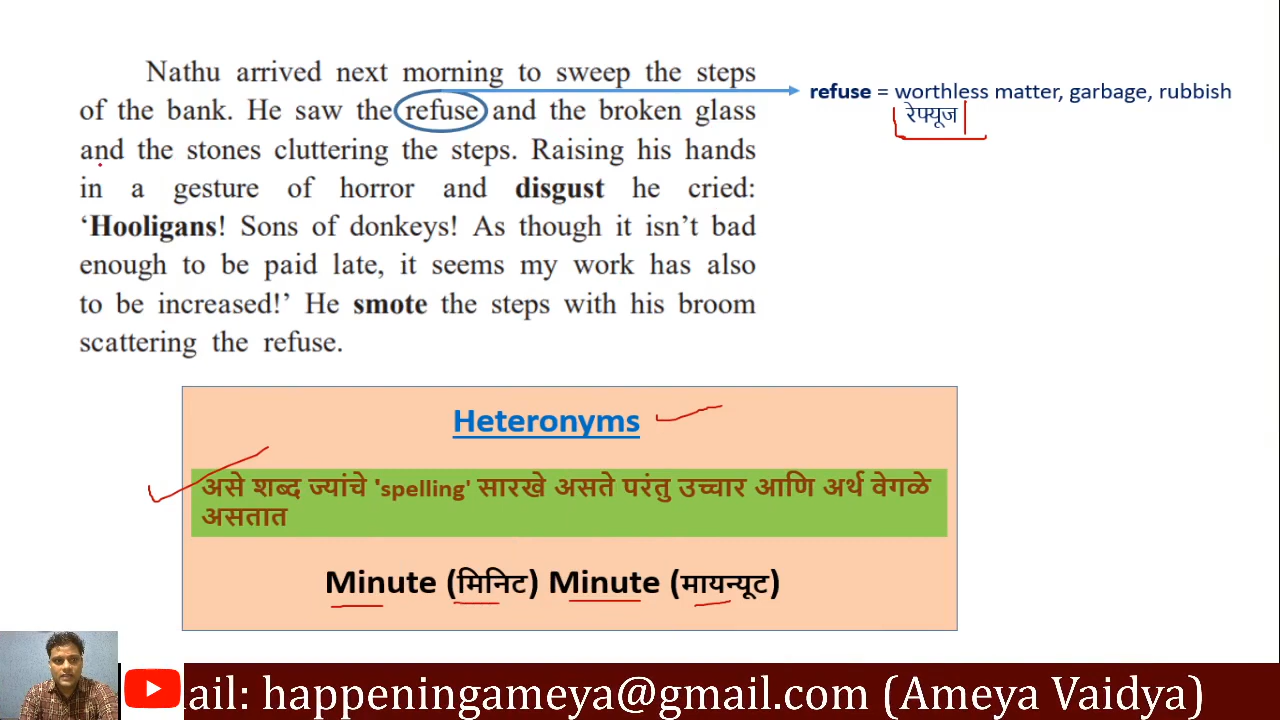 Nathu arrived next morning to sweep the steps
of the bank. He saw the refuse and the broken glass
and the stones cluttering the steps. Raising his hands
in a gesture of horror and disgust he cried:
‘Hooligans! Sons of donkeys! As though it isn’t bad
enough to be paid late, it seems my work has also
to be increased!’ He smote the steps with his broom
scattering the refuse.
refuse = worthless matter, garbage, rubbish
रेफ्यूज
Heteronyms
असे शब्द ज्यांचे 'spelling' सारखे असते परंतु उच्चार आणि अर्थ वेगळे
असतात
Minute (मिनिट) Minute (मायन्यूट)
ail: happeningameya@gmail.com (Ameya Vaidya)